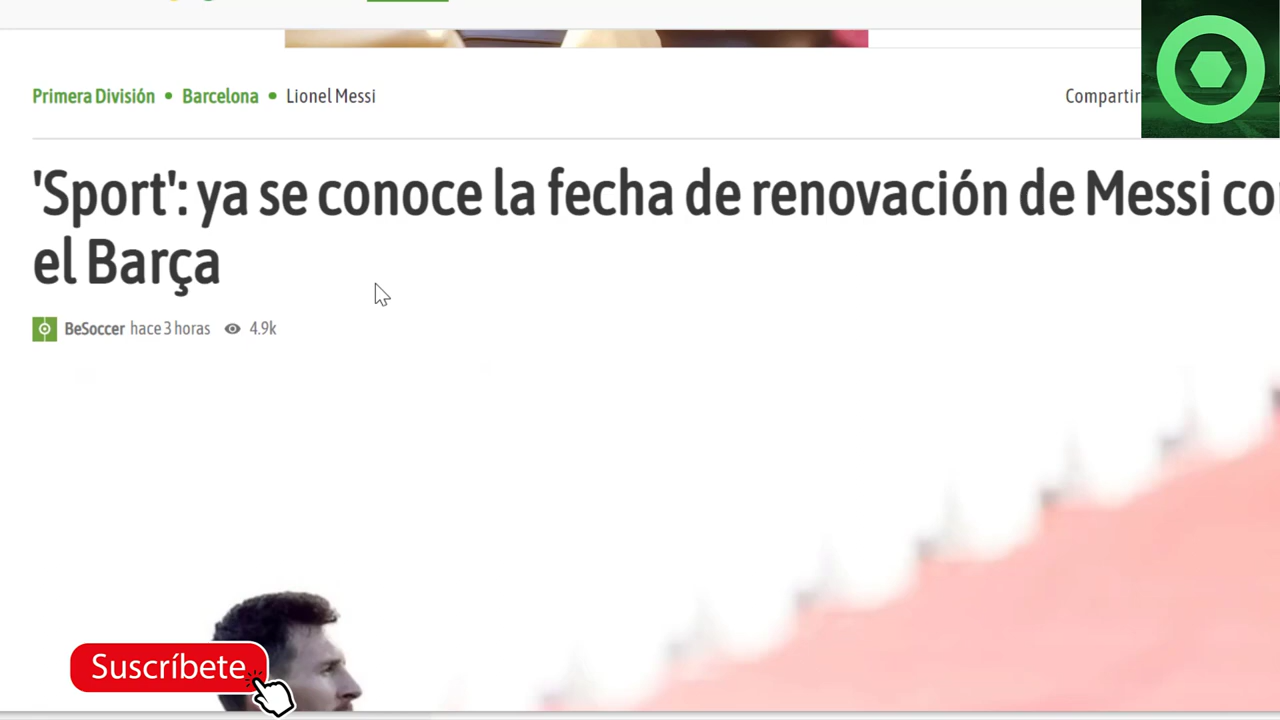 Primera División • Barcelona • Lionel Messi
Compartir
'Sport': ya se conoce la fecha de renovación de Messi co
el Barça
BeSoccer hace 3 horas 4.9k
Suscríbete